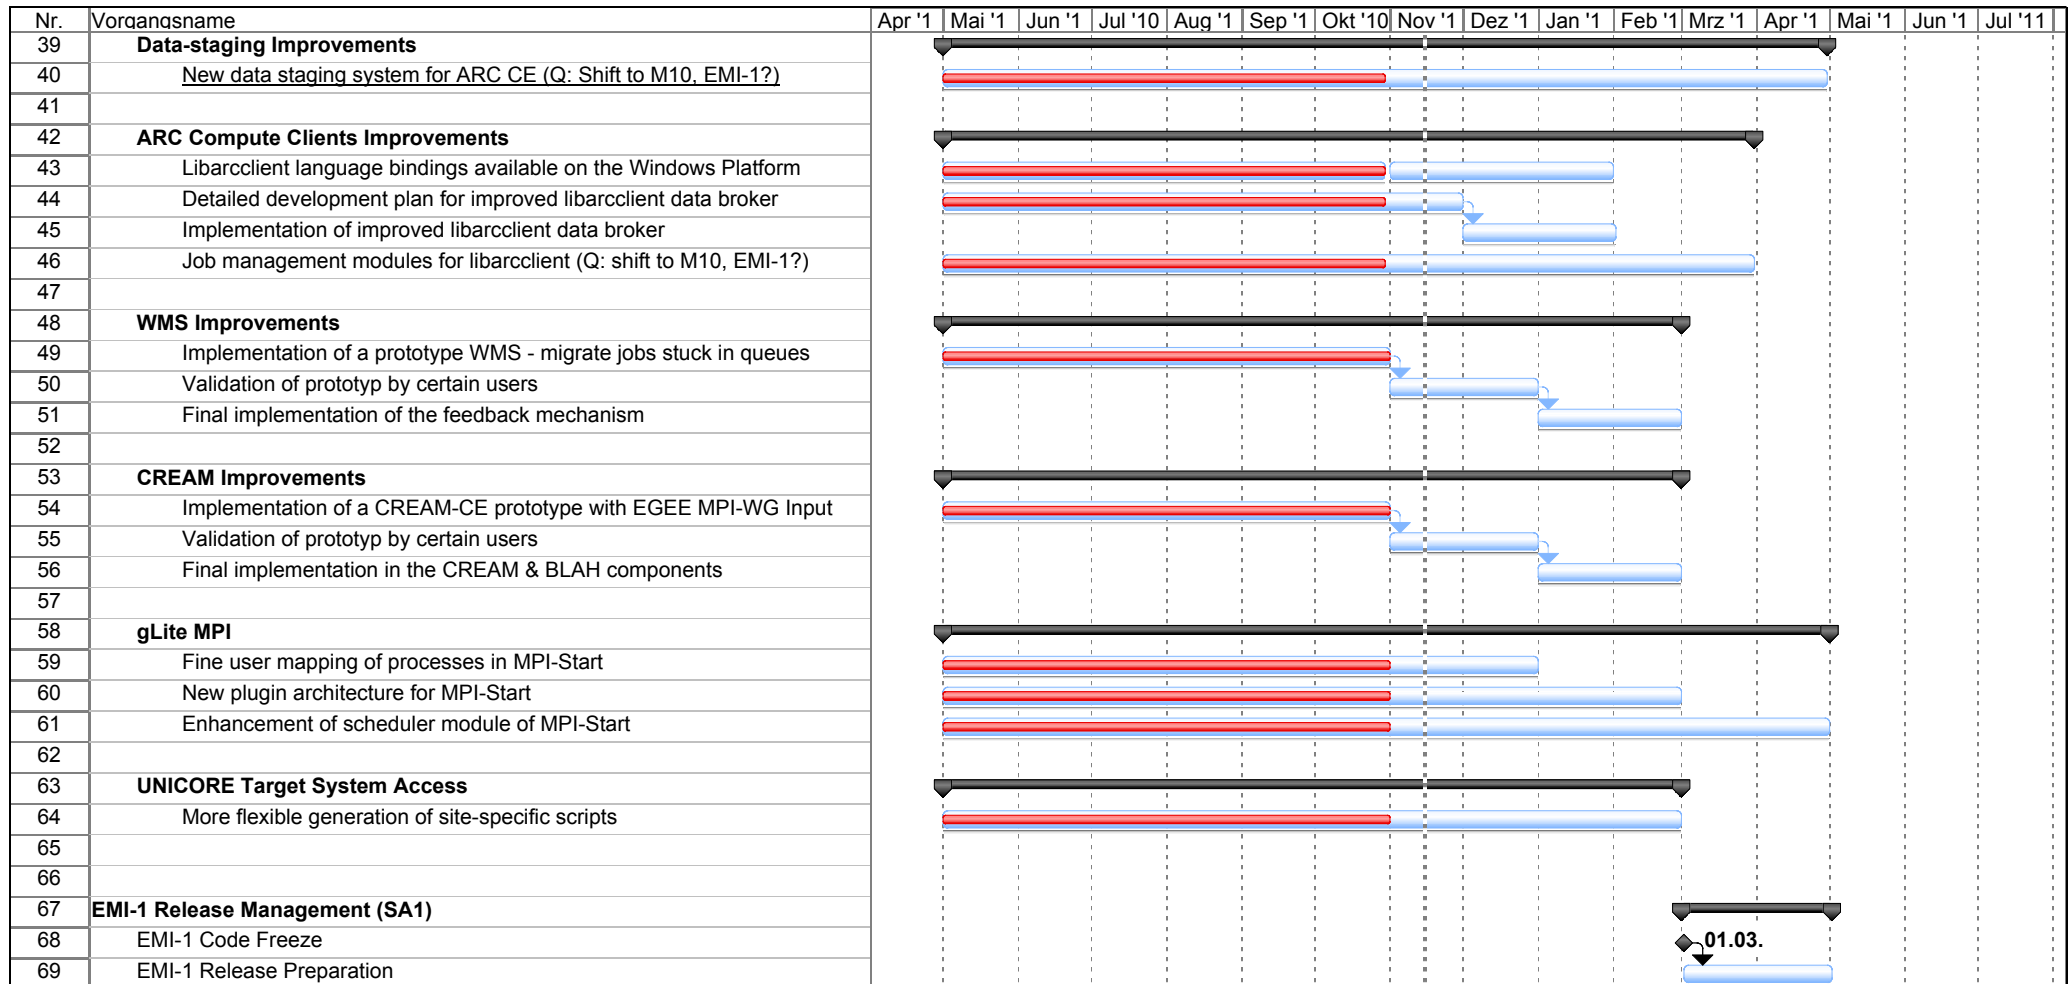 Nr. Vorgangsname Apr '1 Mai '1 Jun '1 Jul '10 Aug '1 Sep '1 Okt '10 Nov '1 Dez '1 Jan '1 Feb '1 Mrz '1 Apr '1 Mai '1 Jun '1 Jul '11
39 Data-staging Improvements
40 New data staging system for ARC CE (Q: Shift to M10, EMI-1?)
41
42 ARC Compute Clients Improvements
43 Libarcclient language bindings available on the Windows Platform
44 Detailed development plan for improved libarcclient data broker
45 Implementation of improved libarcclient data broker
46 Job management modules for libarcclient (Q: shift to M10, EMI-1?)
47
48 WMS Improvements
49 Implementation of a prototype WMS - migrate jobs stuck in queues
50 Validation of prototyp by certain users
51 Final implementation of the feedback mechanism
52
53 CREAM Improvements
54 Implementation of a CREAM-CE prototype with EGEE MPI-WG Input
55 Validation of prototyp by certain users
56 Final implementation in the CREAM & BLAH components
57
58 gLite MPI
59 Fine user mapping of processes in MPI-Start
60 New plugin architecture for MPI-Start
61 Enhancement of scheduler module of MPI-Start
62
63 UNICORE Target System Access
64 More flexible generation of site-specific scripts
65
66
67 EMI-1 Release Management (SA1)
68 EMI-1 Code Freeze 01.03.
69 EMI-1 Release Preparation